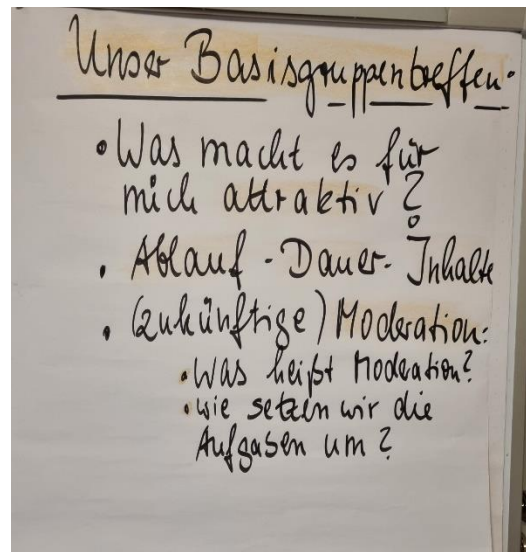 Unser Basisgruppentreffen
• Was macht es für
mich attraktiv?
• Ablauf - Dauer - Inhalte
• (zukünftige) Moderation:
• Was heißt Moderation?
• wie setzen wir die
Aufgaben um?